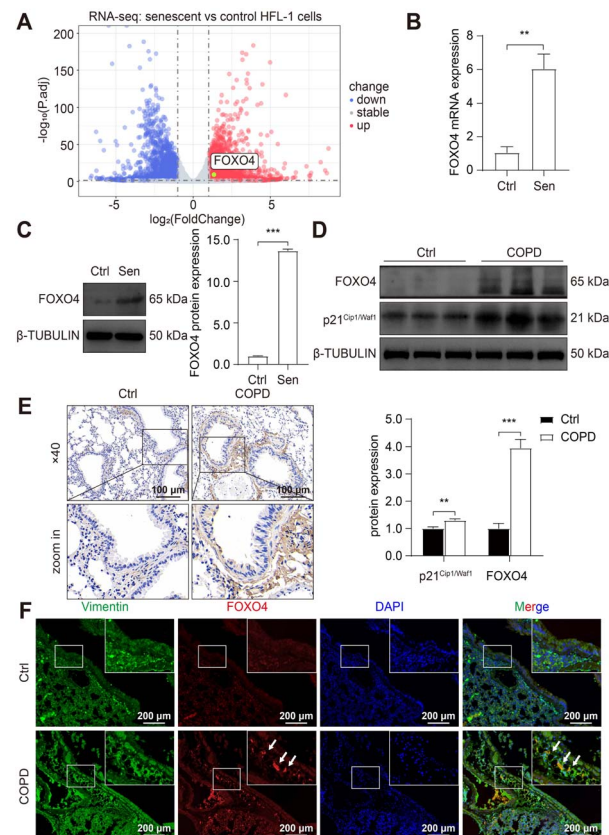 A
RNA-seq: senescent vs control HFL-1 cells
-log₁₀(P.adj)
200
150
100
50
0
-5
0
5
log₂(FoldChange)
FOXO4
change
down
stable
up
B
FOXO4 mRNA expression
8
6
4
2
0
**
Ctrl Sen
C
Ctrl Sen
FOXO4 65 kDa
β-TUBULIN 50 kDa
FOXO4 protein expression
15.0
10.0
5.0
0.0
***
Ctrl
Sen
D
Ctrl COPD
FOXO4 65 kDa
p21Cip1/Waf1 21 kDa
β-TUBULIN 50 kDa
protein expression
5.0
4.0
3.0
2.0
1.0
0.0
**
***
Ctrl
COPD
p21Cip1/Waf1 FOXO4
E
Ctrl COPD
×40
100 μm 100 μm
zoom in
F
Vimentin FOXO4 DAPI Merge
Ctrl
200 μm 200 μm 200 μm 200 μm
COPD
200 μm 200 μm 200 μm 200 μm